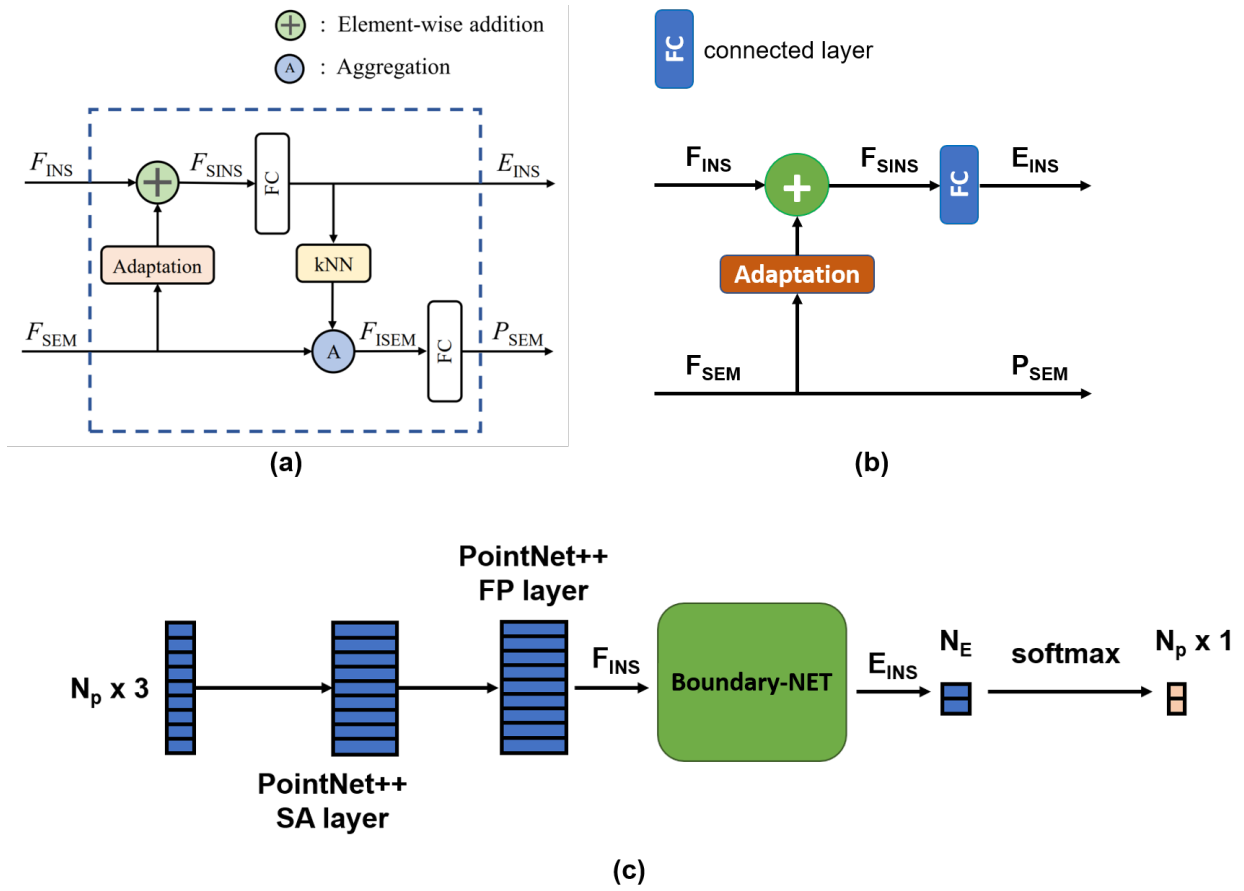 + : Element-wise addition
A : Aggregation
F_INS
+
F_SINS
FC
E_INS
Adaptation
kNN
F_SEM
A
F_ISEM
FC
P_SEM
(a)
FC
connected layer
F_INS
+
F_SINS
FC
E_INS
Adaptation
F_SEM
P_SEM
(b)
N_p x 3
PointNet++
SA layer
PointNet++
FP layer
F_INS
Boundary-NET
E_INS
N_E
softmax
N_p x 1
(c)